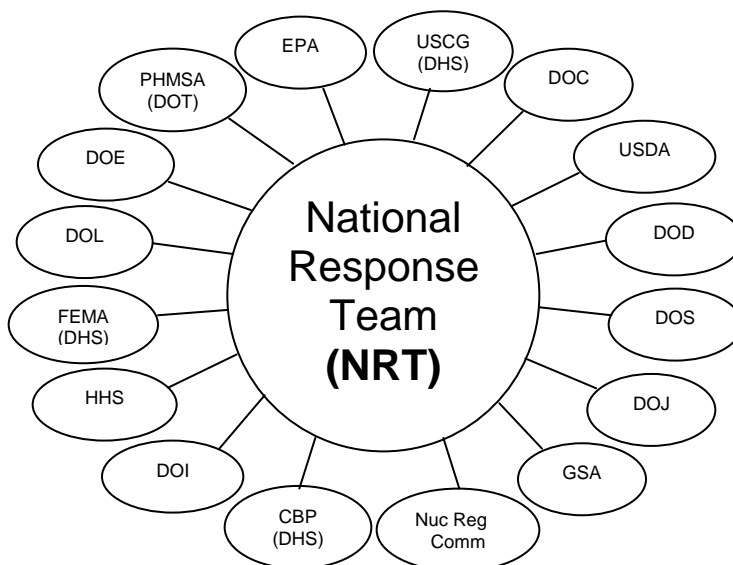 EPA
USCG
(DHS)
DOC
USDA
DOD
DOS
DOJ
GSA
Nuc Reg
Comm
CBP
(DHS)
DOI
HHS
FEMA
(DHS)
DOL
DOE
PHMSA
(DOT)
National
Response
Team
(NRT)